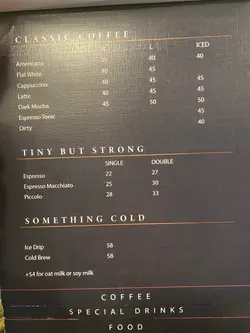 CLASSIC COFFEE
L ICED
Americano 35 40 40
Flat White 40
Cappuccino 40 45 45
Latte 40 45 45
Dark Mocha 45 50 50
Espresso Tonic 45
Dirty 40
TINY BUT STRONG
SINGLE DOUBLE
Espresso 22 27
Espresso Macchiato 25 30
Piccolo 28 33
SOMETHING COLD
Ice Drip 58
Cold Brew 58
+$4 for oat milk or soy milk
COFFEE
SPECIAL DRINKS
FOOD